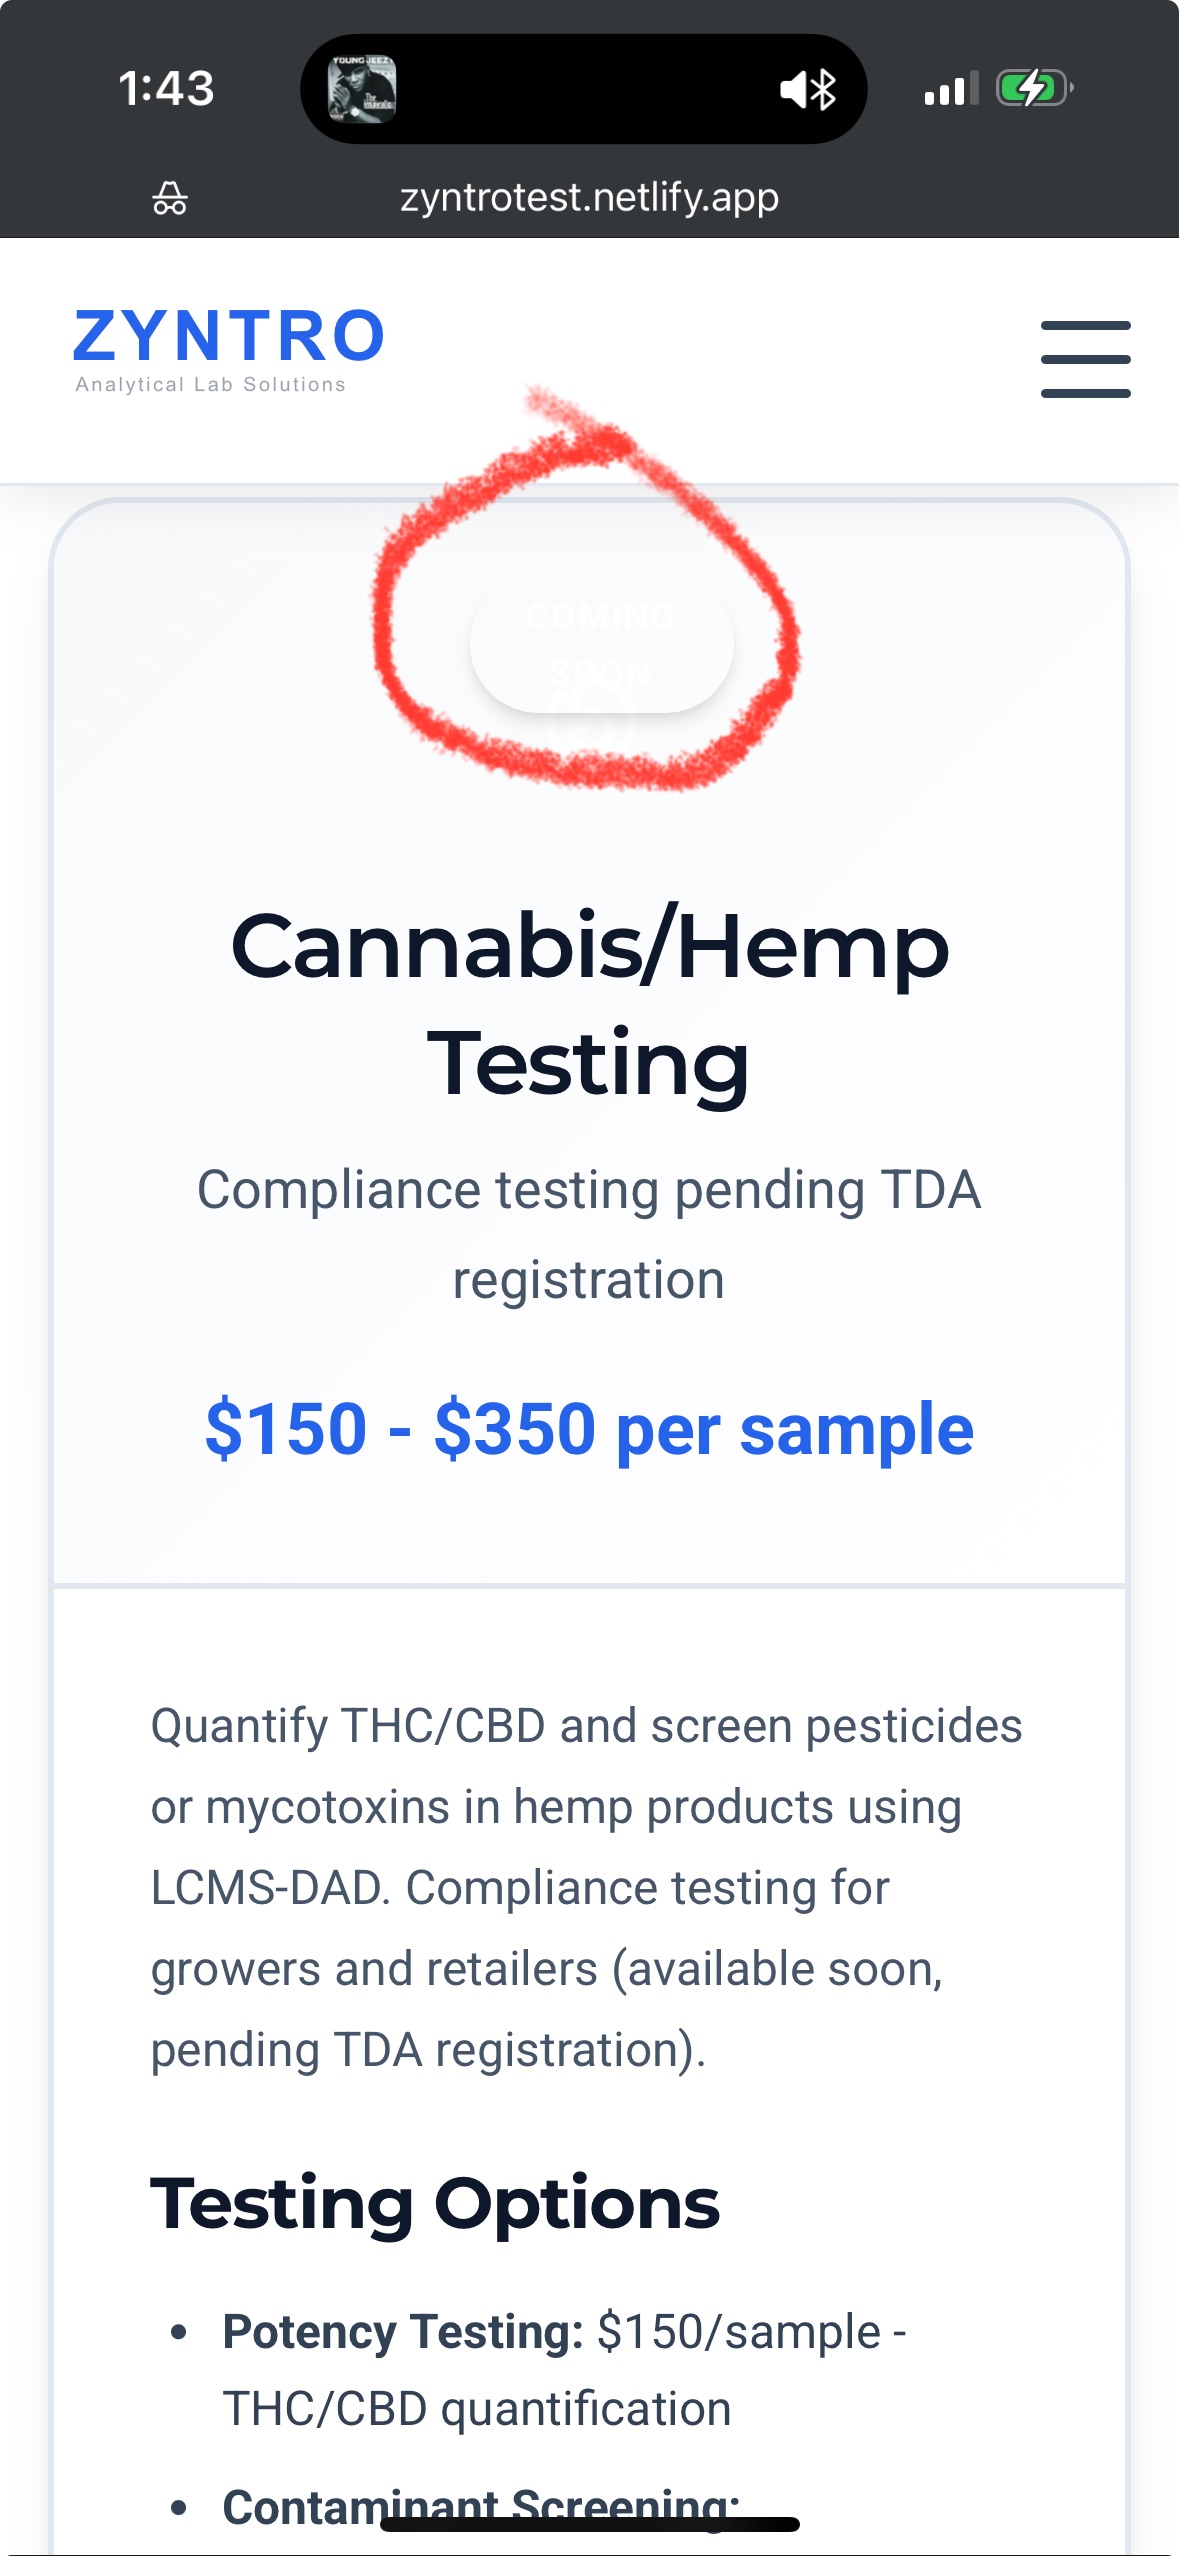 1:43
YOUNG JEEZY
zyntrotest.netlify.app
ZYNTRO
Analytical Lab Solutions
COMING
SOON
Cannabis/Hemp
Testing
Compliance testing pending TDA
registration
$150 - $350 per sample
Quantify THC/CBD and screen pesticides
or mycotoxins in hemp products using
LCMS-DAD. Compliance testing for
growers and retailers (available soon,
pending TDA registration).
Testing Options
• Potency Testing: $150/sample -
THC/CBD quantification
• Contaminant Screening: